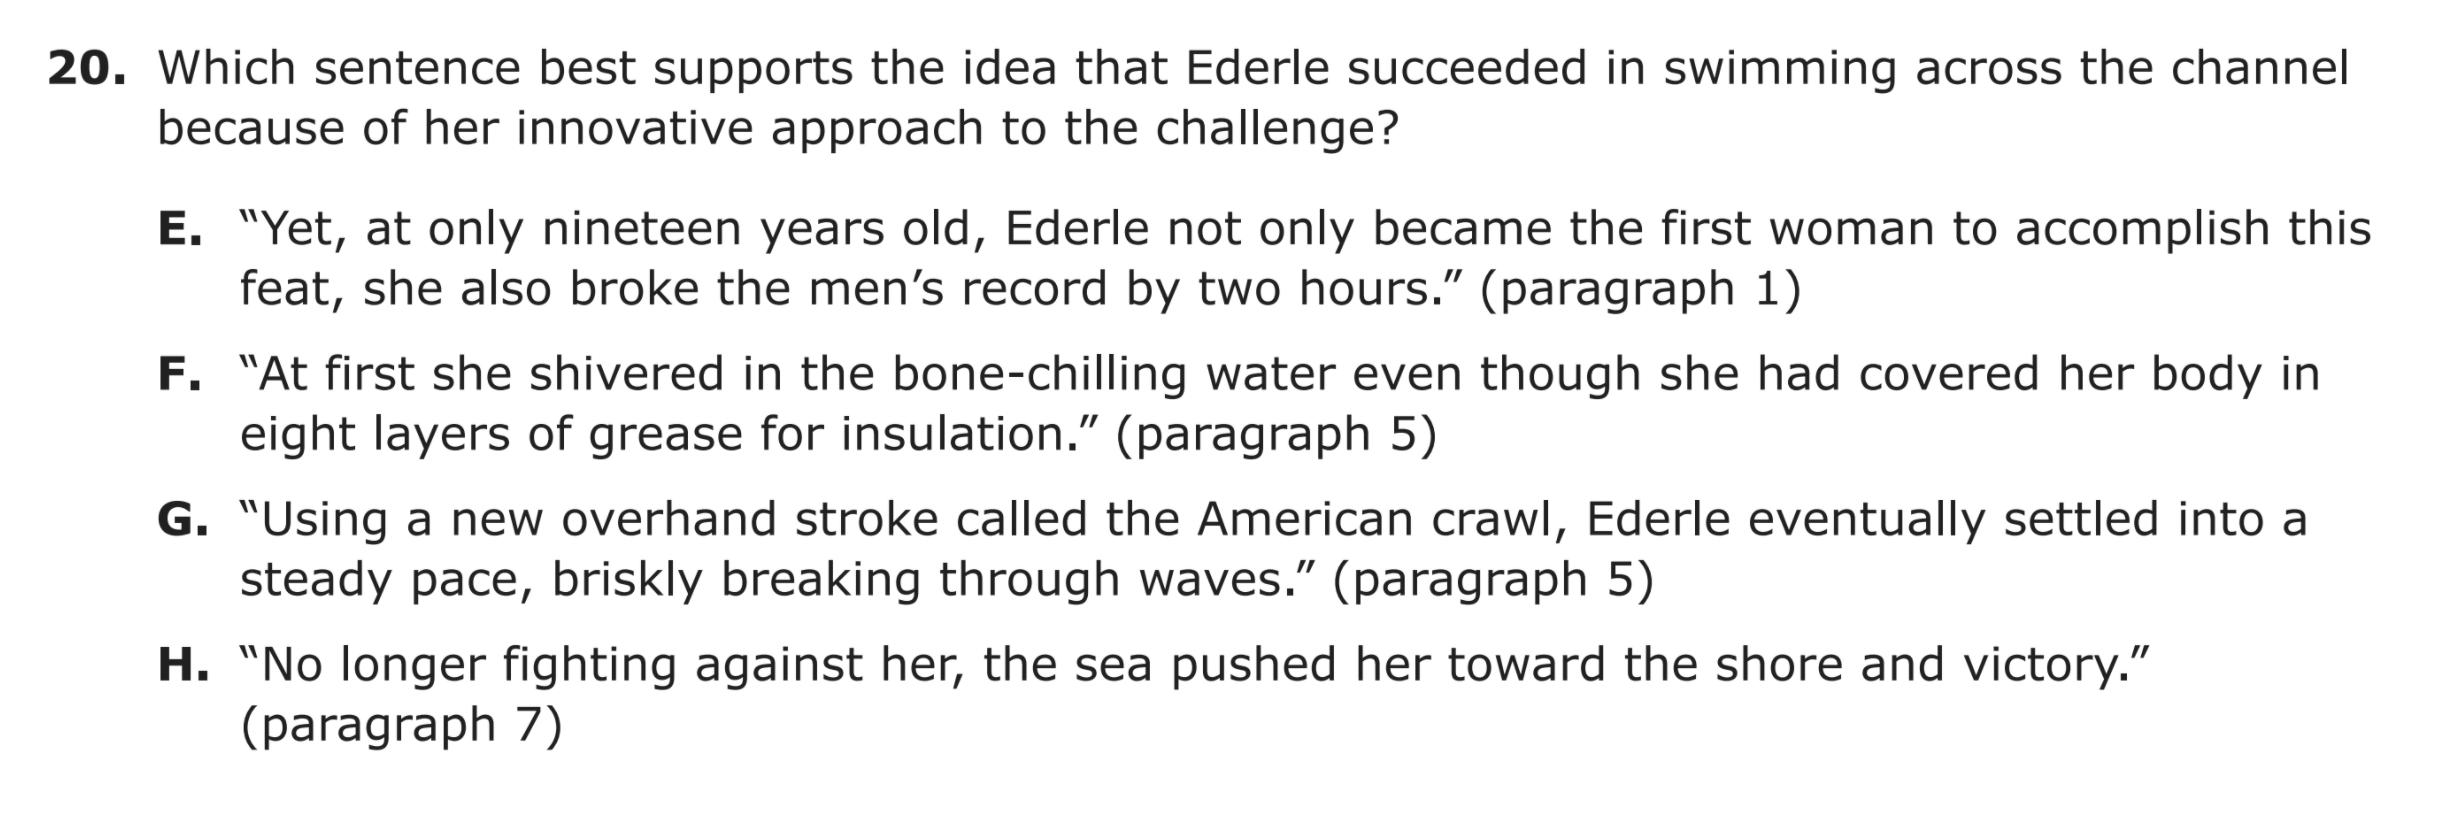 20. Which sentence best supports the idea that Ederle succeeded in swimming across the channel
because of her innovative approach to the challenge?
E. “Yet, at only nineteen years old, Ederle not only became the first woman to accomplish this
feat, she also broke the men’s record by two hours.” (paragraph 1)
F. “At first she shivered in the bone-chilling water even though she had covered her body in
eight layers of grease for insulation.” (paragraph 5)
G. “Using a new overhand stroke called the American crawl, Ederle eventually settled into a
steady pace, briskly breaking through waves.” (paragraph 5)
H. “No longer fighting against her, the sea pushed her toward the shore and victory.”
(paragraph 7)